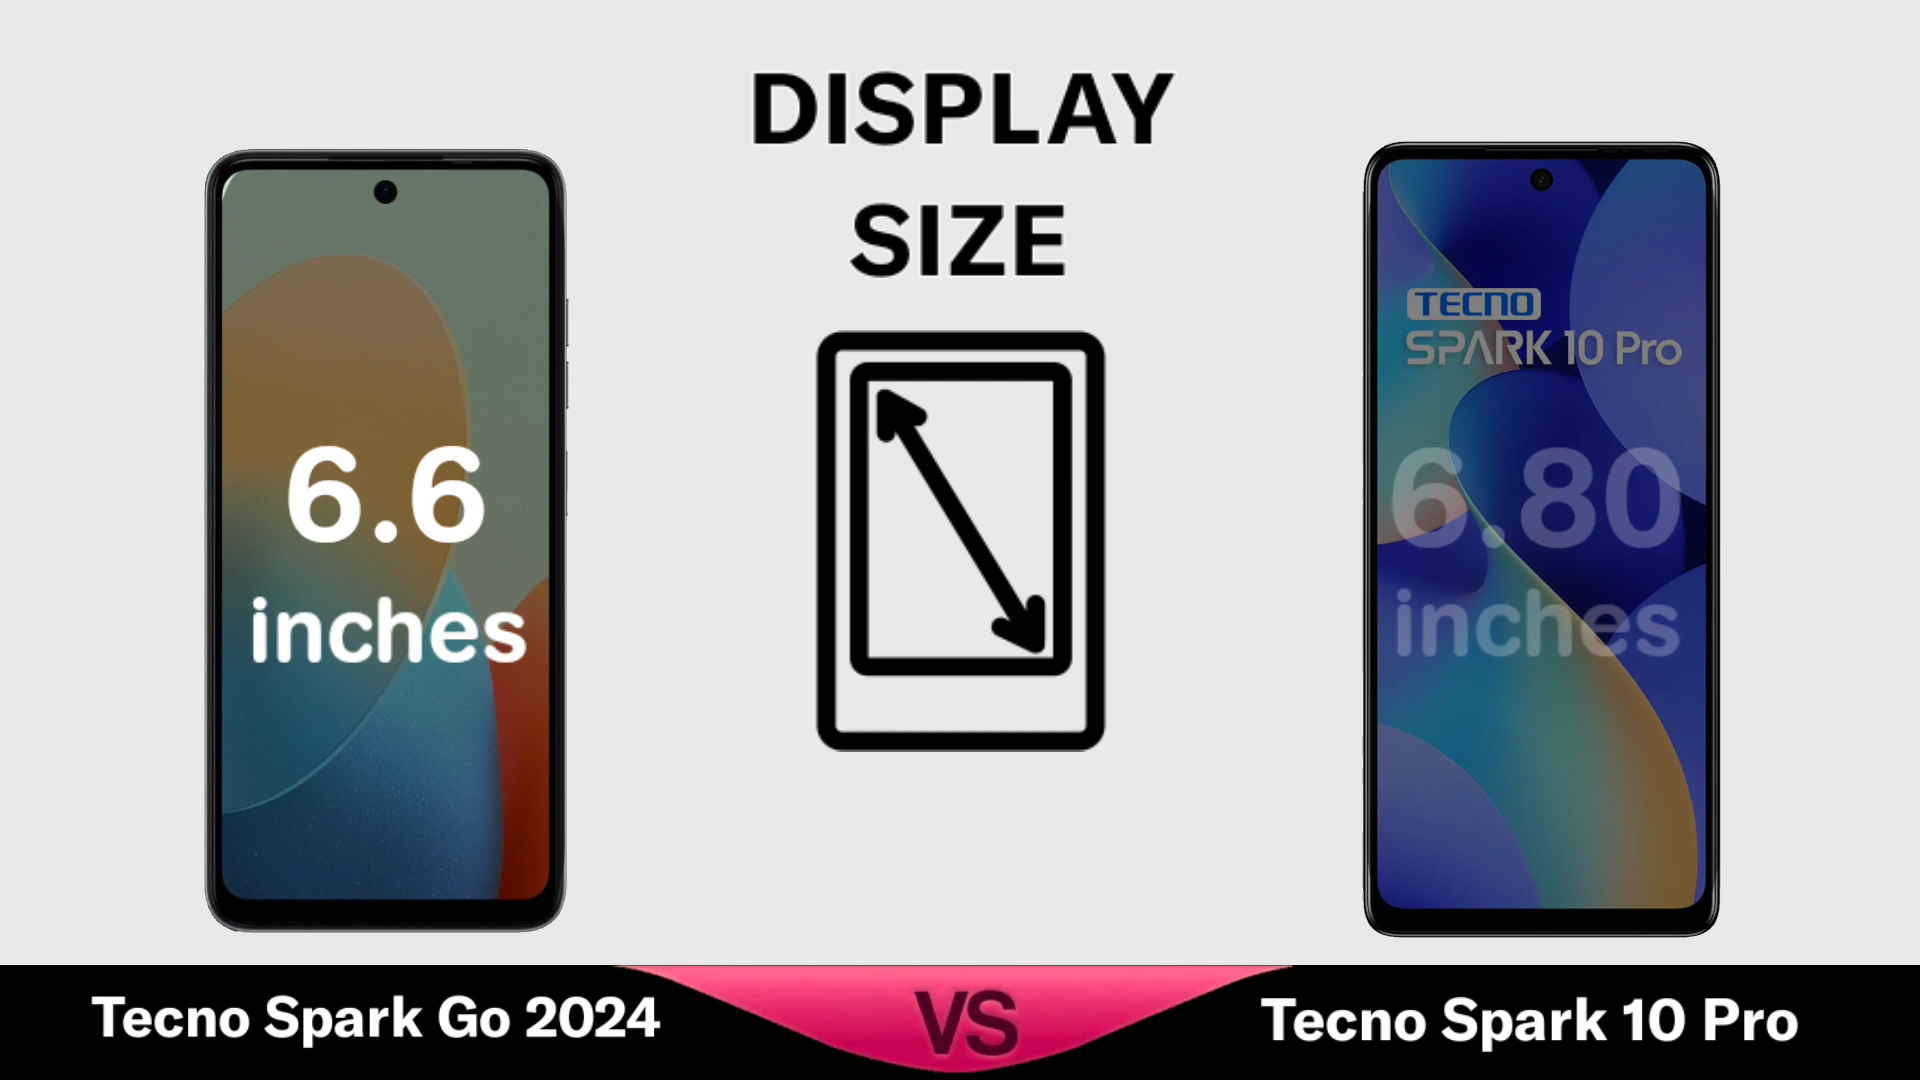 DISPLAY
SIZE
6.6
inches
TECNO
SPARK 10 Pro
6.80
inches
Tecno Spark Go 2024
VS
Tecno Spark 10 Pro